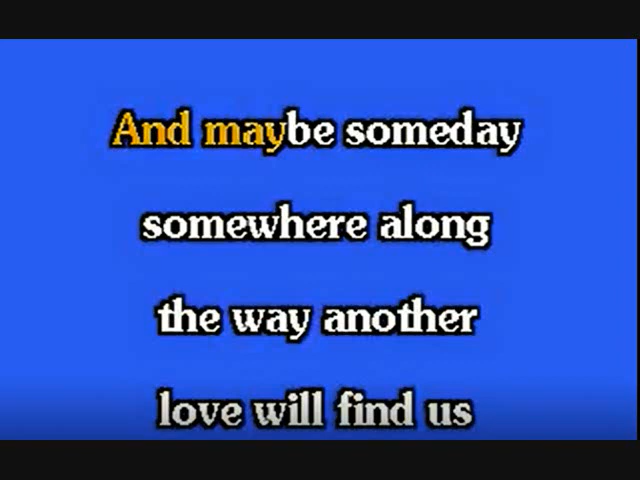 And maybe someday
somewhere along
the way another
love will find us